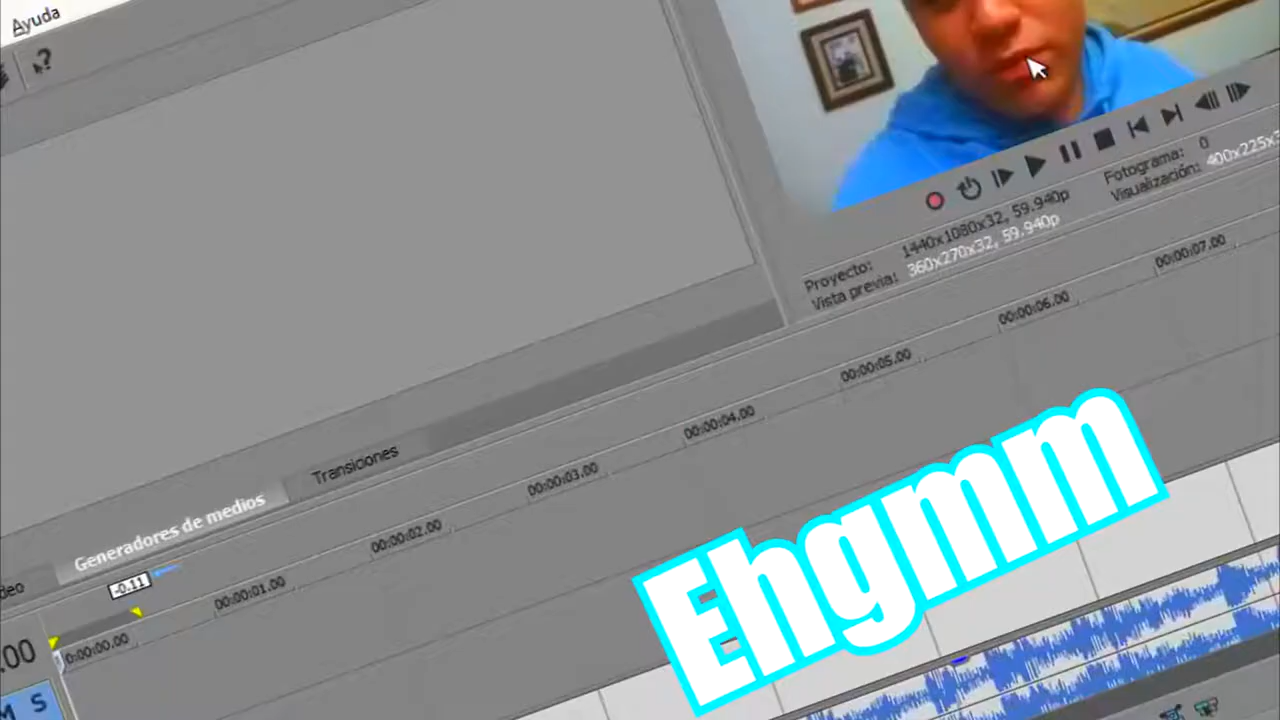 Ayuda
Fotograma: 0
Visualización: 400x225x3
Proyecto: 1440x1080x32, 59.940p
Vista previa: 360x270x32, 59.940p
deo
Generadores de medios
Transiciones
-0.11
.00
0:00:00.00
00:00:01.00
00:00:02.00
00:00:03.00
00:00:04.00
00:00:05.00
00:00:06.00
00:00:07.00
M S
Ehgmm